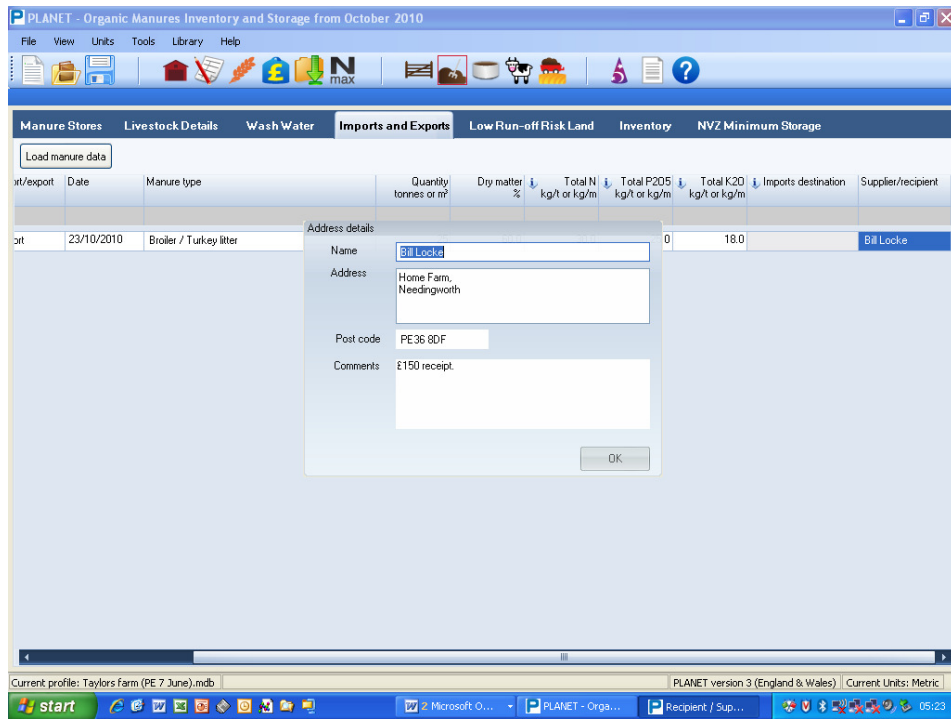 PLANET - Organic Manures Inventory and Storage from October 2010
File View Units Tools Library Help
N
max
Manure Stores Livestock Details Wash Water Imports and Exports Low Run-off Risk Land Inventory NVZ Minimum Storage
Load manure data
ort/export Date Manure type Quantity Dry matter Total N Total P2O5 Total K2O Imports destination Supplier/recipient
tonnes or m³ % kg/t or kg/m kg/t or kg/m kg/t or kg/m
Address details
ort 23/10/2010 Broiler / Turkey litter 0 18.0 Bill Locke
Name Bill Locke
Address Home Farm,
Needingworth
Post code PE36 8DF
Comments £150 receipt.
OK
Current profile: Taylors farm (PE 7 June).mdb PLANET version 3 (England & Wales) Current Units: Metric
start 2 Microsoft O... PLANET - Orga... Recipient / Sup... 05:23